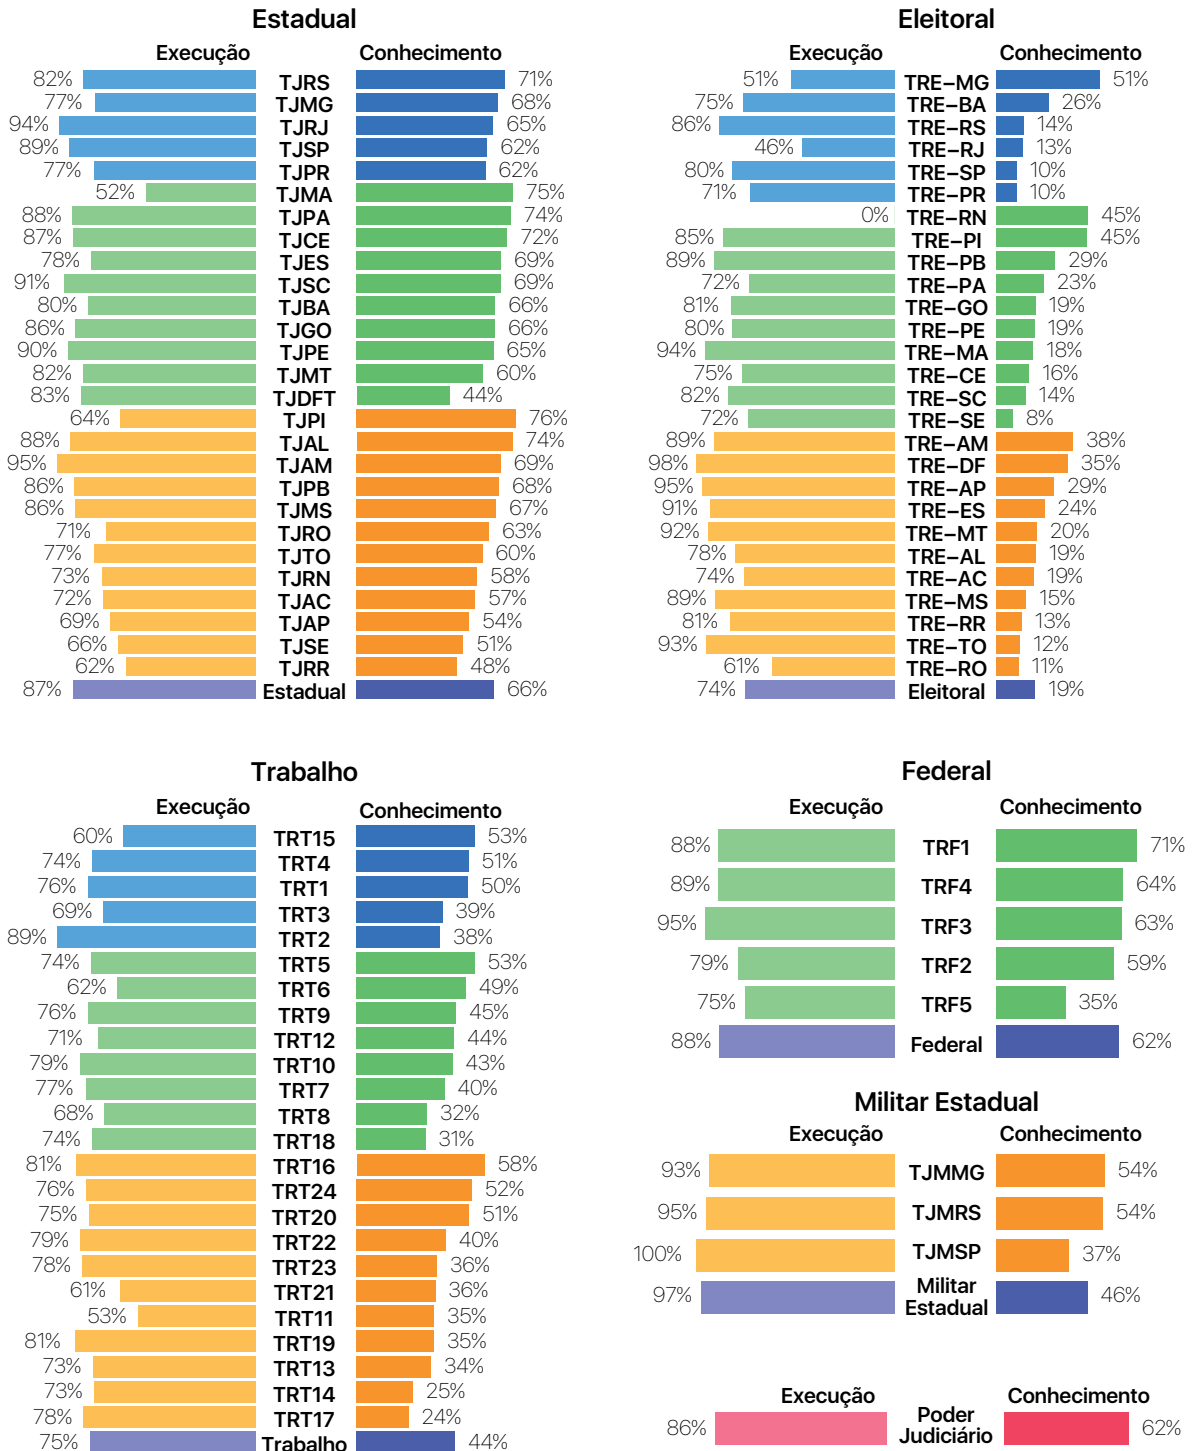 Estadual
Execução Conhecimento
82% TJRS 71%
77% TJMG 68%
94% TJRJ 65%
89% TJSP 62%
77% TJPR 62%
52% TJMA 75%
88% TJPA 74%
87% TJCE 72%
78% TJES 69%
91% TJSC 69%
80% TJBA 66%
86% TJGO 66%
90% TJPE 65%
82% TJMT 60%
83% TJDFT 44%
64% TJPI 76%
88% TJAL 74%
95% TJAM 69%
86% TJPB 68%
86% TJMS 67%
71% TJRO 63%
77% TJTO 60%
73% TJRN 58%
72% TJAC 57%
69% TJAP 54%
66% TJSE 51%
62% TJRR 48%
87% Estadual 66%
Eleitoral
Execução Conhecimento
51% TRE–MG 51%
75% TRE–BA 26%
86% TRE–RS 14%
46% TRE–RJ 13%
80% TRE–SP 10%
71% TRE–PR 10%
0% TRE–RN 45%
85% TRE–PI 45%
89% TRE–PB 29%
72% TRE–PA 23%
81% TRE–GO 19%
80% TRE–PE 19%
94% TRE–MA 18%
75% TRE–CE 16%
82% TRE–SC 14%
72% TRE–SE 8%
89% TRE–AM 38%
98% TRE–DF 35%
95% TRE–AP 29%
91% TRE–ES 24%
92% TRE–MT 20%
78% TRE–AL 19%
74% TRE–AC 19%
89% TRE–MS 15%
81% TRE–RR 13%
93% TRE–TO 12%
61% TRE–RO 11%
74% Eleitoral 19%
Trabalho
Execução Conhecimento
60% TRT15 53%
74% TRT4 51%
76% TRT1 50%
69% TRT3 39%
89% TRT2 38%
74% TRT5 53%
62% TRT6 49%
76% TRT9 45%
71% TRT12 44%
79% TRT10 43%
77% TRT7 40%
68% TRT8 32%
74% TRT18 31%
81% TRT16 58%
76% TRT24 52%
75% TRT20 51%
79% TRT22 40%
78% TRT23 36%
61% TRT21 36%
53% TRT11 35%
81% TRT19 35%
73% TRT13 34%
73% TRT14 25%
78% TRT17 24%
75% Trabalho 44%
Federal
Execução Conhecimento
88% TRF1 71%
89% TRF4 64%
95% TRF3 63%
79% TRF2 59%
75% TRF5 35%
88% Federal 62%
Militar Estadual
Execução Conhecimento
93% TJMMG 54%
95% TJMRS 54%
100% TJMSP 37%
97% Militar 46%
Estadual
Execução Conhecimento
86% Poder 62%
Judiciário